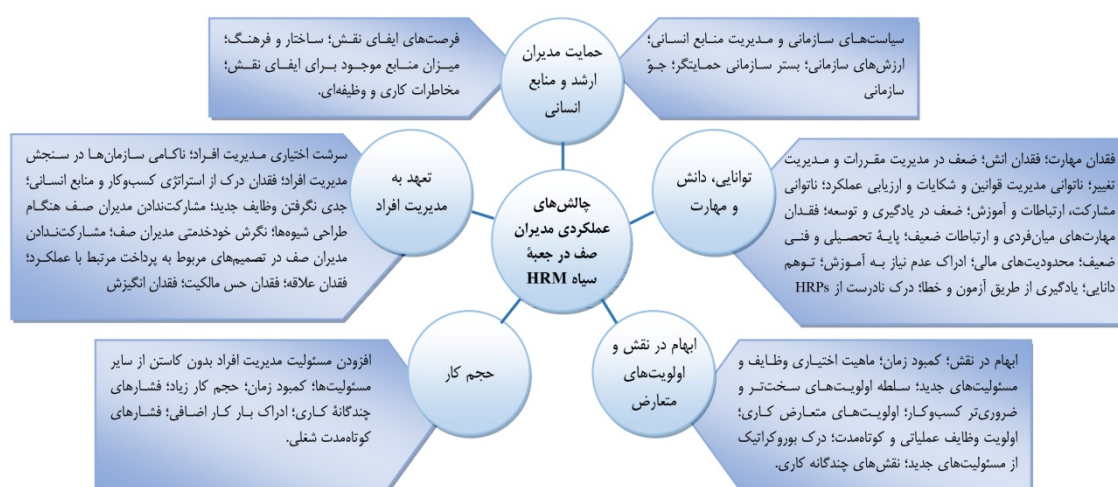 حمایت مدیران
ارشد و منابع
انسانی
سیاست‌های سازمانی و مدیریت منابع انسانی؛
ارزش‌های سازمانی؛ بستر سازمانی حمایتگر؛ جوّ
سازمانی
فرصت‌های ایفای نقش؛ ساختار و فرهنگ؛
میزان منابع موجود برای ایفای نقش؛
مخاطرات کاری و وظیفه‌ای.
توانایی، دانش
و مهارت
فقدان مهارت؛ فقدان انش؛ ضعف در مدیریت مقررات و مدیریت
تغییر؛ ناتوانی مدیریت قوانین و شکایات و ارزیابی عملکرد؛ ناتوانی
مشارکت، ارتباطات و آموزش؛ ضعف در یادگیری و توسعه؛ فقدان
مهارت‌های میان‌فردی و ارتباطات ضعیف؛ پایۀ تحصیلی و فنی
ضعیف؛ محدودیت‌های مالی؛ ادراک عدم نیاز به آموزش؛ توهم
دانایی؛ یادگیری از طریق آزمون و خطا؛ درک نادرست از HRPs
چالش‌های
عملکردی مدیران
صف در جعبۀ
سیاه HRM
تعهد به
مدیریت افراد
سرشت اختیاری مدیریت افراد؛ ناکامی سازمان‌ها در سنجش
مدیریت افراد؛ فقدان درک از استراتژی کسب‌وکار و منابع انسانی؛
جدی نگرفتن وظایف جدید؛ مشارکت‌ندادن مدیران صف هنگام
طراحی شیوه‌ها؛ نگرش خودخدمتی مدیران صف؛ مشارکت‌ندادن
مدیران صف در تصمیم‌های مربوط به پرداخت مرتبط با عملکرد؛
فقدان علاقه؛ فقدان حس مالکیت؛ فقدان انگیزش
ابهام در نقش و
اولویت‌های
متعارض
ابهام در نقش؛ کمبود زمان؛ ماهیت اختیاری وظایف و
مسئولیت‌های جدید؛ سلطه اولویت‌های سخت‌تر و
ضروری‌تر کسب‌وکار؛ اولویت‌های متعارض کاری؛
اولویت وظایف عملیاتی و کوتاه‌مدت؛ درک بوروکراتیک
از مسئولیت‌های جدید؛ نقش‌های چندگانه کاری.
حجم کار
افزودن مسئولیت مدیریت افراد بدون کاستن از سایر
مسئولیت‌ها؛ کمبود زمان؛ حجم کار زیاد؛ فشارهای
چندگانۀ کاری؛ ادراک بار کار اضافی؛ فشارهای
کوتاه‌مدت شغلی.